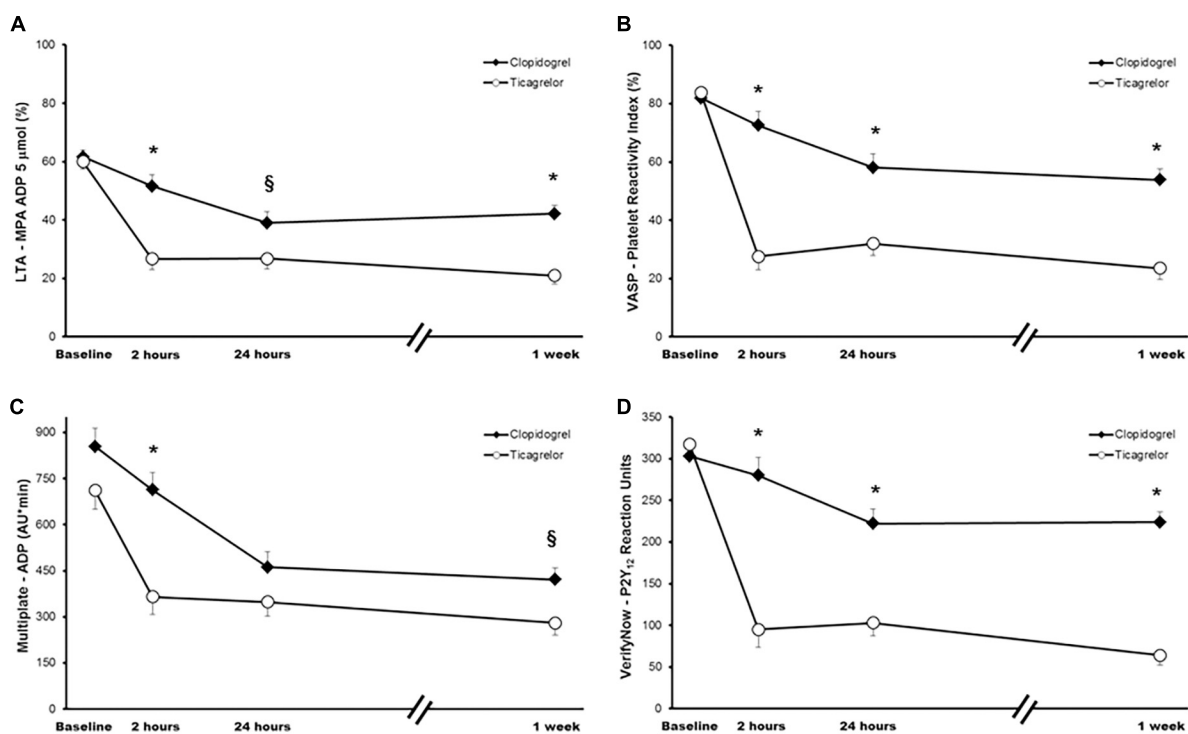 A
LTA - MPA ADP 5 µmol (%)
100
80
60
40
20
0
Clopidogrel
Ticagrelor
*
§
*
Baseline 2 hours 24 hours 1 week
B
VASP - Platelet Reactivity Index (%)
100
80
60
40
20
0
Clopidogrel
Ticagrelor
*
*
*
Baseline 2 hours 24 hours 1 week
C
Multiplate - ADP (AU*min)
900
750
600
450
300
150
0
Clopidogrel
Ticagrelor
*
§
Baseline 2 hours 24 hours 1 week
D
VerifyNow - P2Y₁₂ Reaction Units
350
300
250
200
150
100
50
0
Clopidogrel
Ticagrelor
*
*
*
Baseline 2 hours 24 hours 1 week